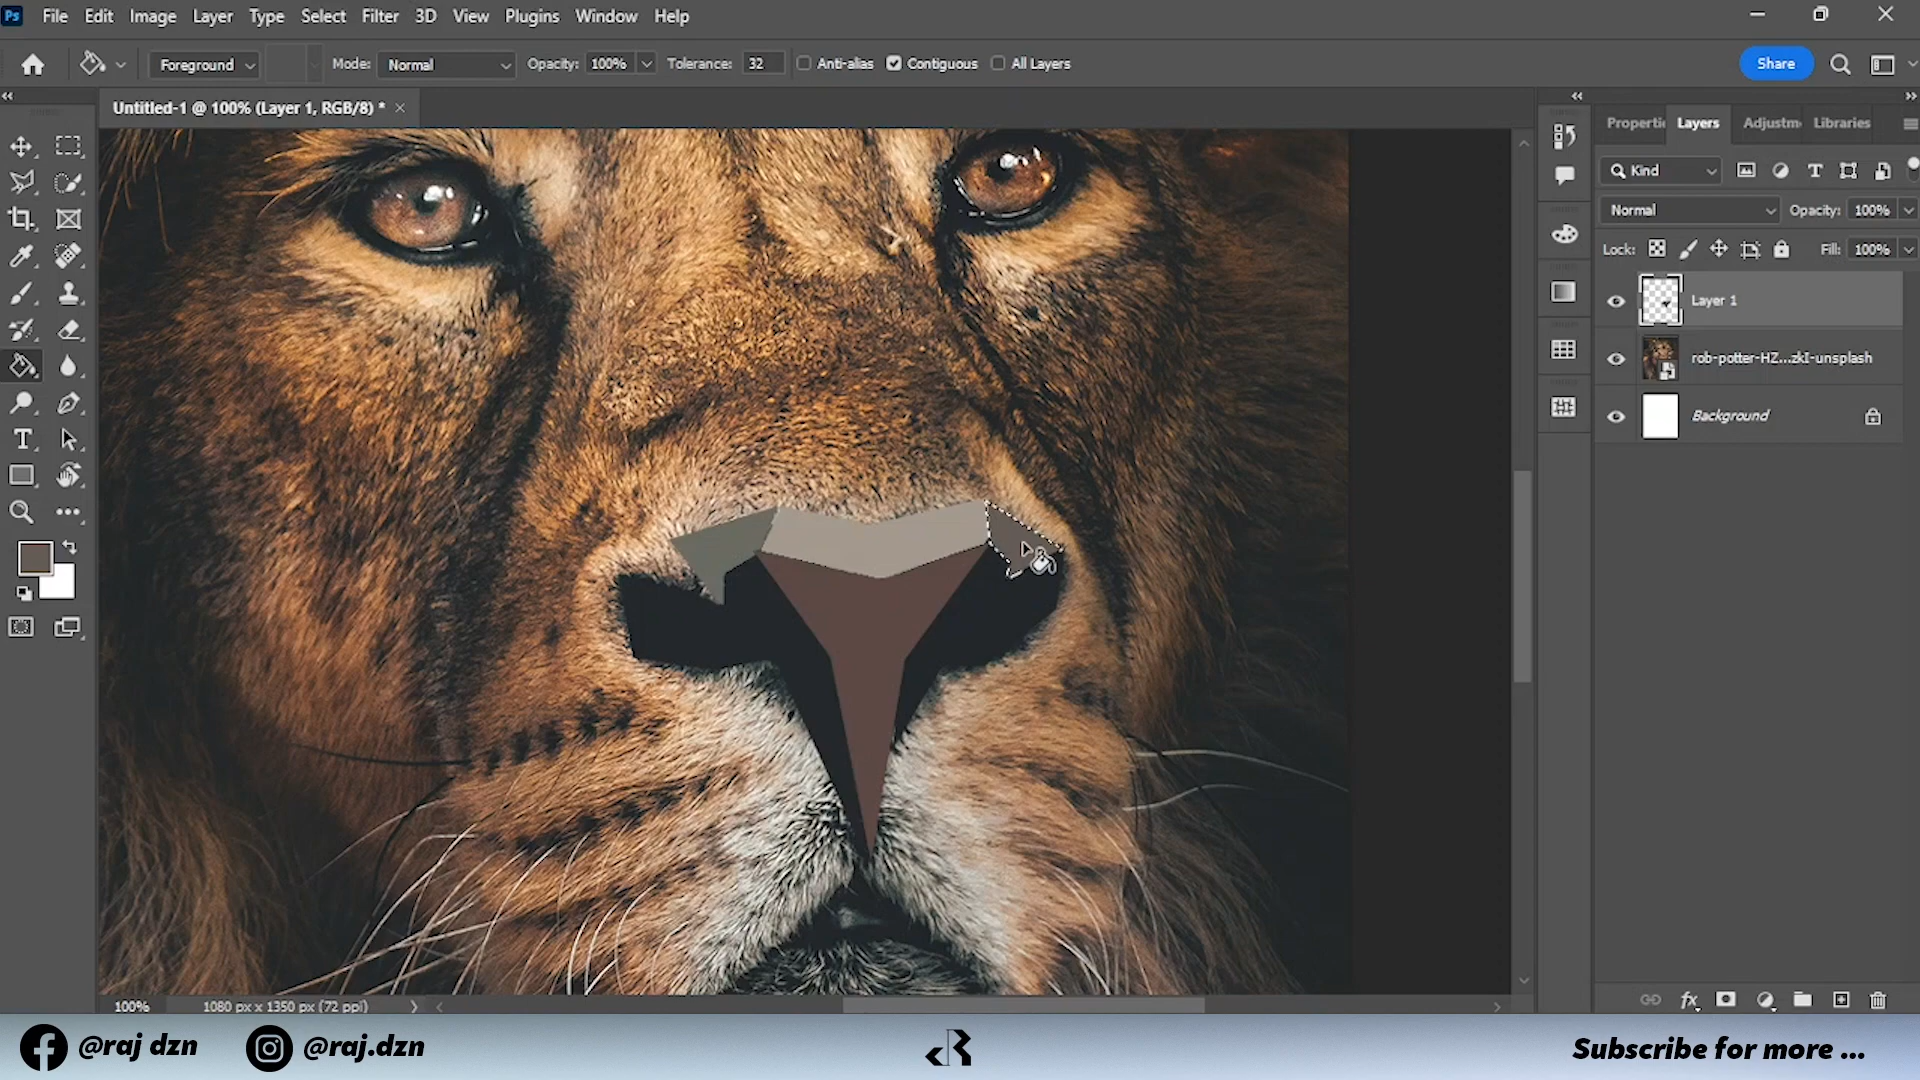 Ps File Edit Image Layer Type Select Filter 3D View Plugins Window Help
Foreground Mode: Normal Opacity: 100% Tolerance: 32 Anti-alias Contiguous All Layers Share
Untitled-1 @ 100% (Layer 1, RGB/8) *
Properti Layers Adjustm Libraries
Kind
Normal Opacity: 100%
Lock: Fill: 100%
Layer 1
rob-potter-HZ...zkI-unsplash
Background
100% 1080 px x 1350 px (72 ppi)
@raj dzn @raj.dzn Subscribe for more ...